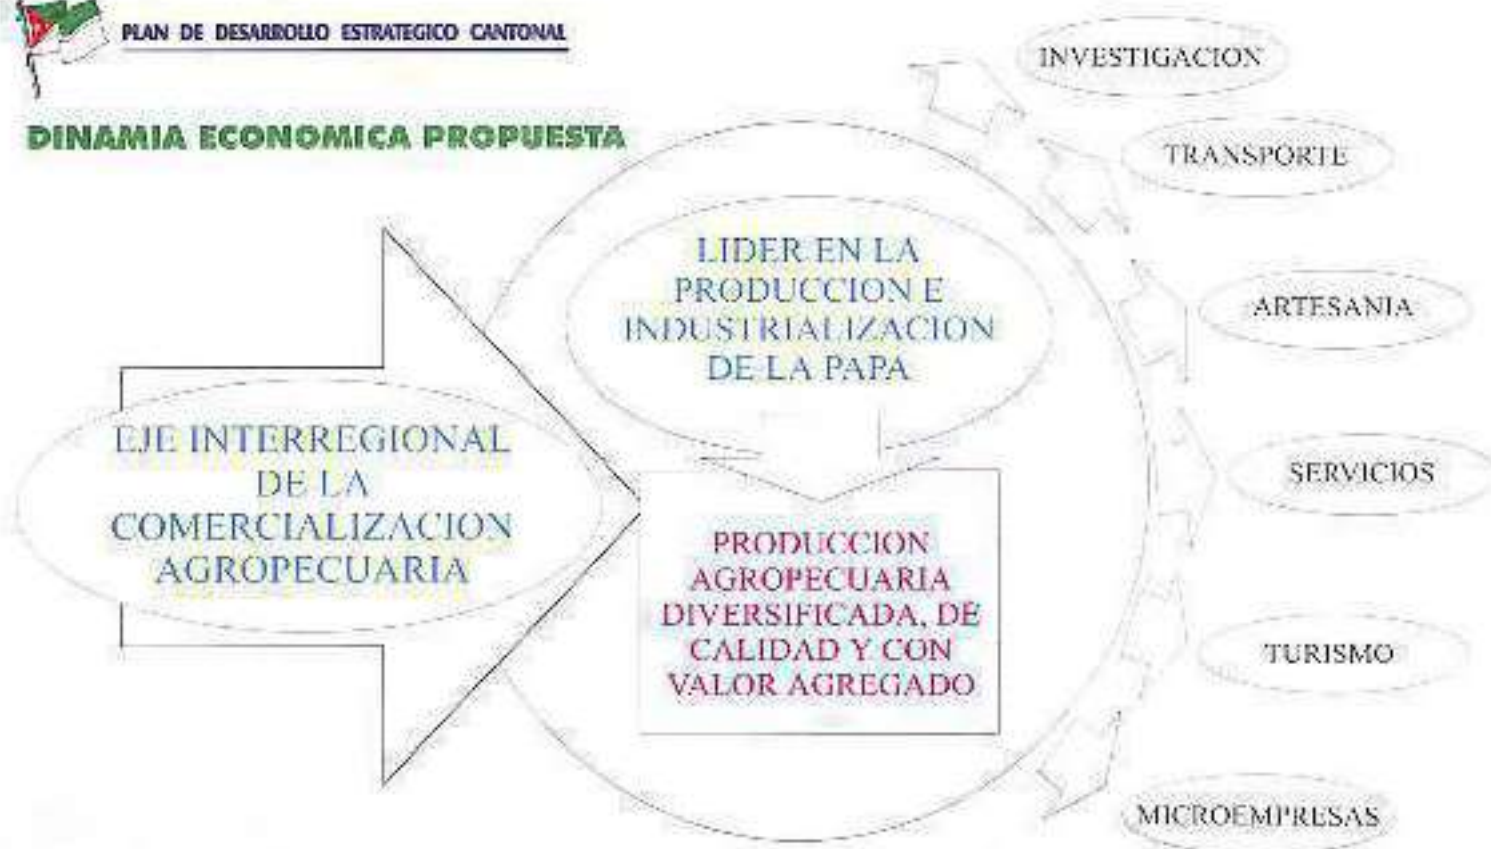 PLAN DE DESARROLLO ESTRATEGICO CANTONAL
DINAMIA ECONOMICA PROPUESTA
EJE INTERREGIONAL
DE LA
COMERCIALIZACION
AGROPECUARIA
LIDER EN LA
PRODUCCION E
INDUSTRIALIZACION
DE LA PAPA
PRODUCCION
AGROPECUARIA
DIVERSIFICADA, DE
CALIDAD Y CON
VALOR AGREGADO
INVESTIGACION
TRANSPORTE
ARTESANIA
SERVICIOS
TURISMO
MICROEMPRESAS